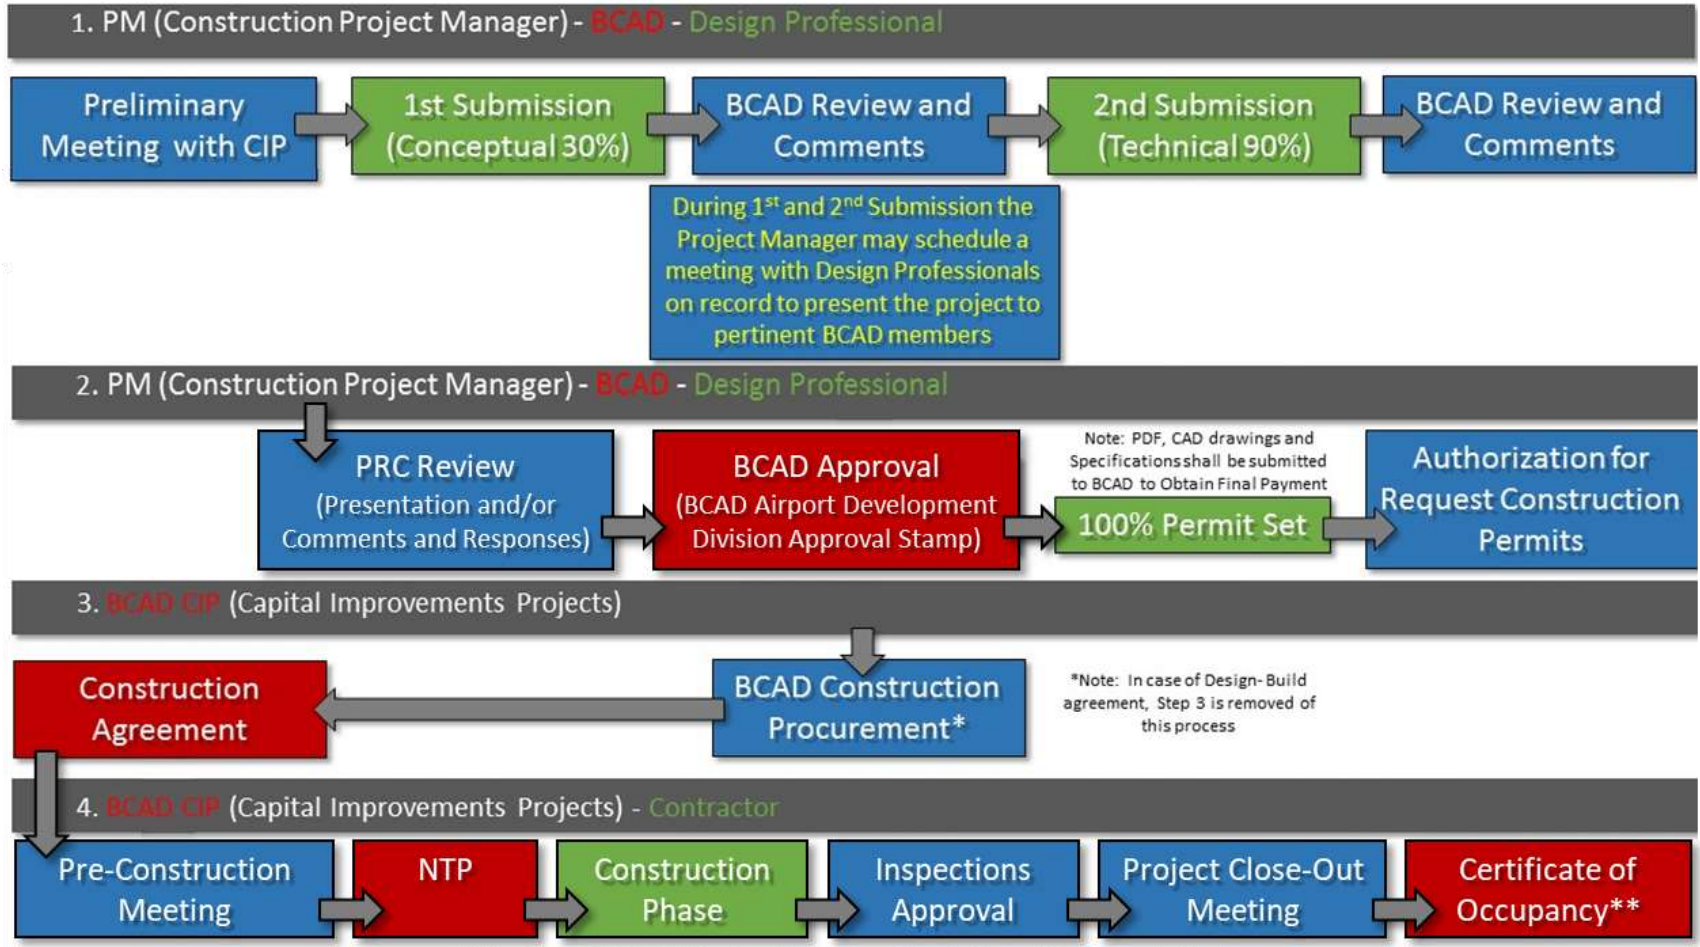 1. PM (Construction Project Manager) - BCAD - Design Professional
Preliminary
Meeting with CIP
1st Submission
(Conceptual 30%)
BCAD Review and
Comments
2nd Submission
(Technical 90%)
BCAD Review and
Comments
During 1st and 2nd Submission the
Project Manager may schedule a
meeting with Design Professionals
on record to present the project to
pertinent BCAD members
2. PM (Construction Project Manager) - BCAD - Design Professional
PRC Review
(Presentation and/or
Comments and Responses)
BCAD Approval
(BCAD Airport Development
Division Approval Stamp)
Note: PDF, CAD drawings and
Specifications shall be submitted
to BCAD to Obtain Final Payment
100% Permit Set
Authorization for
Request Construction
Permits
3. BCAD CIP (Capital Improvements Projects)
Construction
Agreement
BCAD Construction
Procurement*
*Note: In case of Design-Build
agreement, Step 3 is removed of
this process
4. BCAD CIP (Capital Improvements Projects) - Contractor
Pre-Construction
Meeting
NTP
Construction
Phase
Inspections
Approval
Project Close-Out
Meeting
Certificate of
Occupancy**